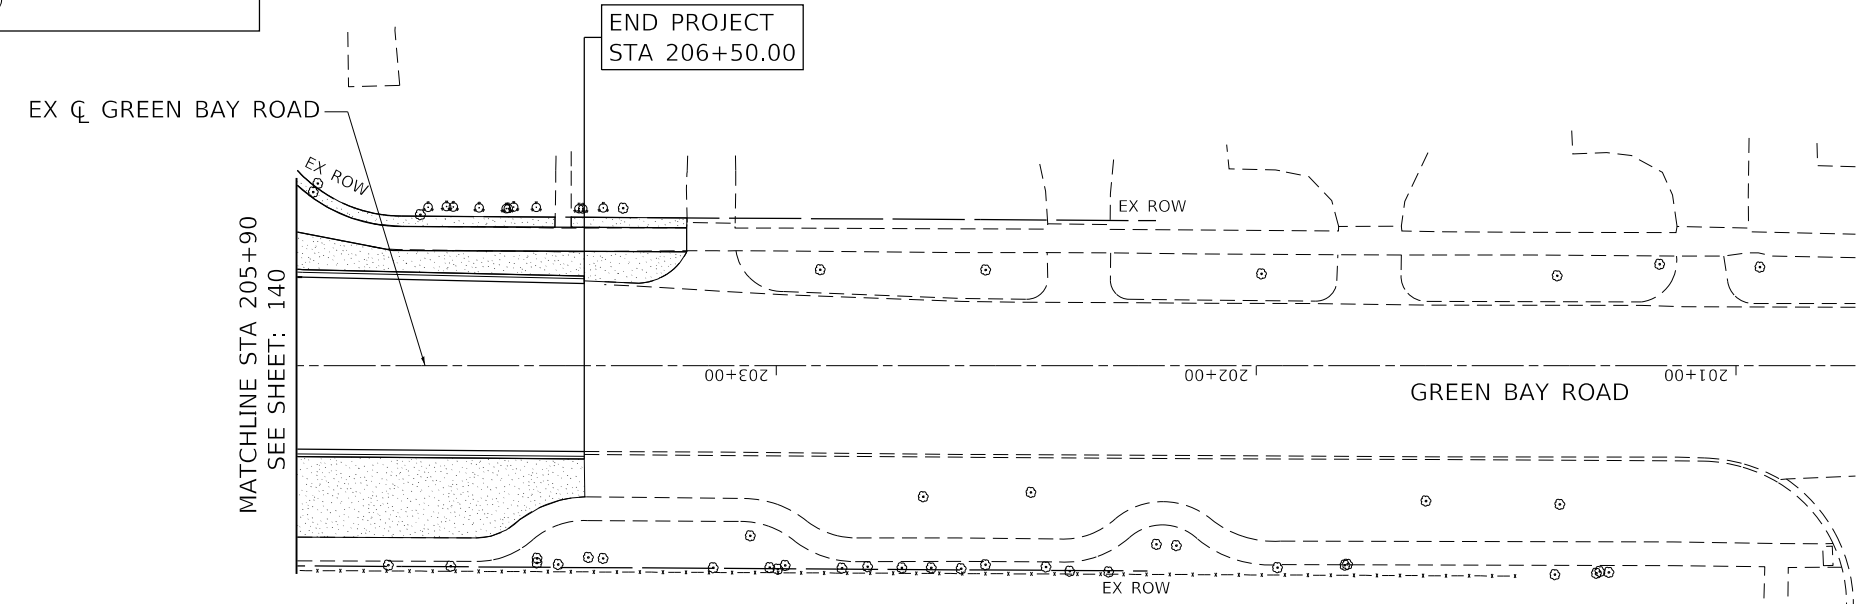 END PROJECT
STA 206+50.00
EX ℄ GREEN BAY ROAD
EX ROW
EX ROW
MATCHLINE STA 205+90
SEE SHEET: 140
203+00
202+00
201+00
GREEN BAY ROAD
EX ROW